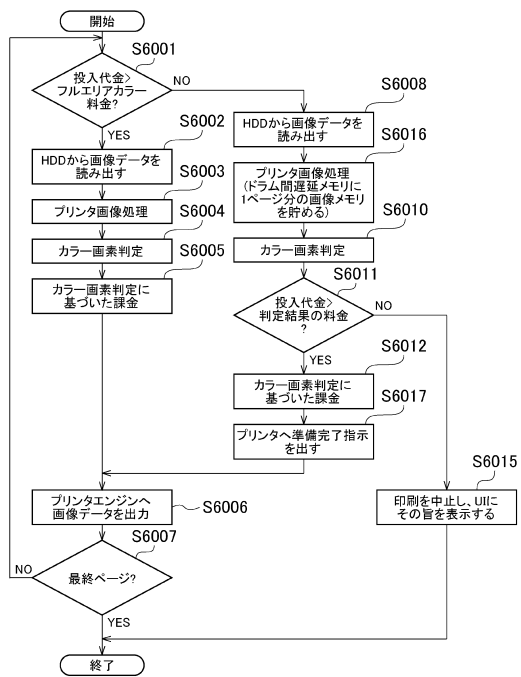 開始
S6001
投入代金>
フルエリアカラー
料金?
NO
YES
S6002
HDDから画像データを
読み出す
S6003
プリンタ画像処理
S6004
カラー画素判定
S6005
カラー画素判定に
基づいた課金
S6008
HDDから画像データを
読み出す
S6016
プリンタ画像処理
(ドラム間遅延メモリに
1ページ分の画像メモリ
を貯める)
S6010
カラー画素判定
S6011
投入代金>
判定結果の料金
?
NO
YES
S6012
カラー画素判定に
基づいた課金
S6017
プリンタへ準備完了指示
を出す
S6015
印刷を中止し、UIに
その旨を表示する
プリンタエンジンへ
画像データを出力
S6006
S6007
最終ページ?
NO
YES
終了